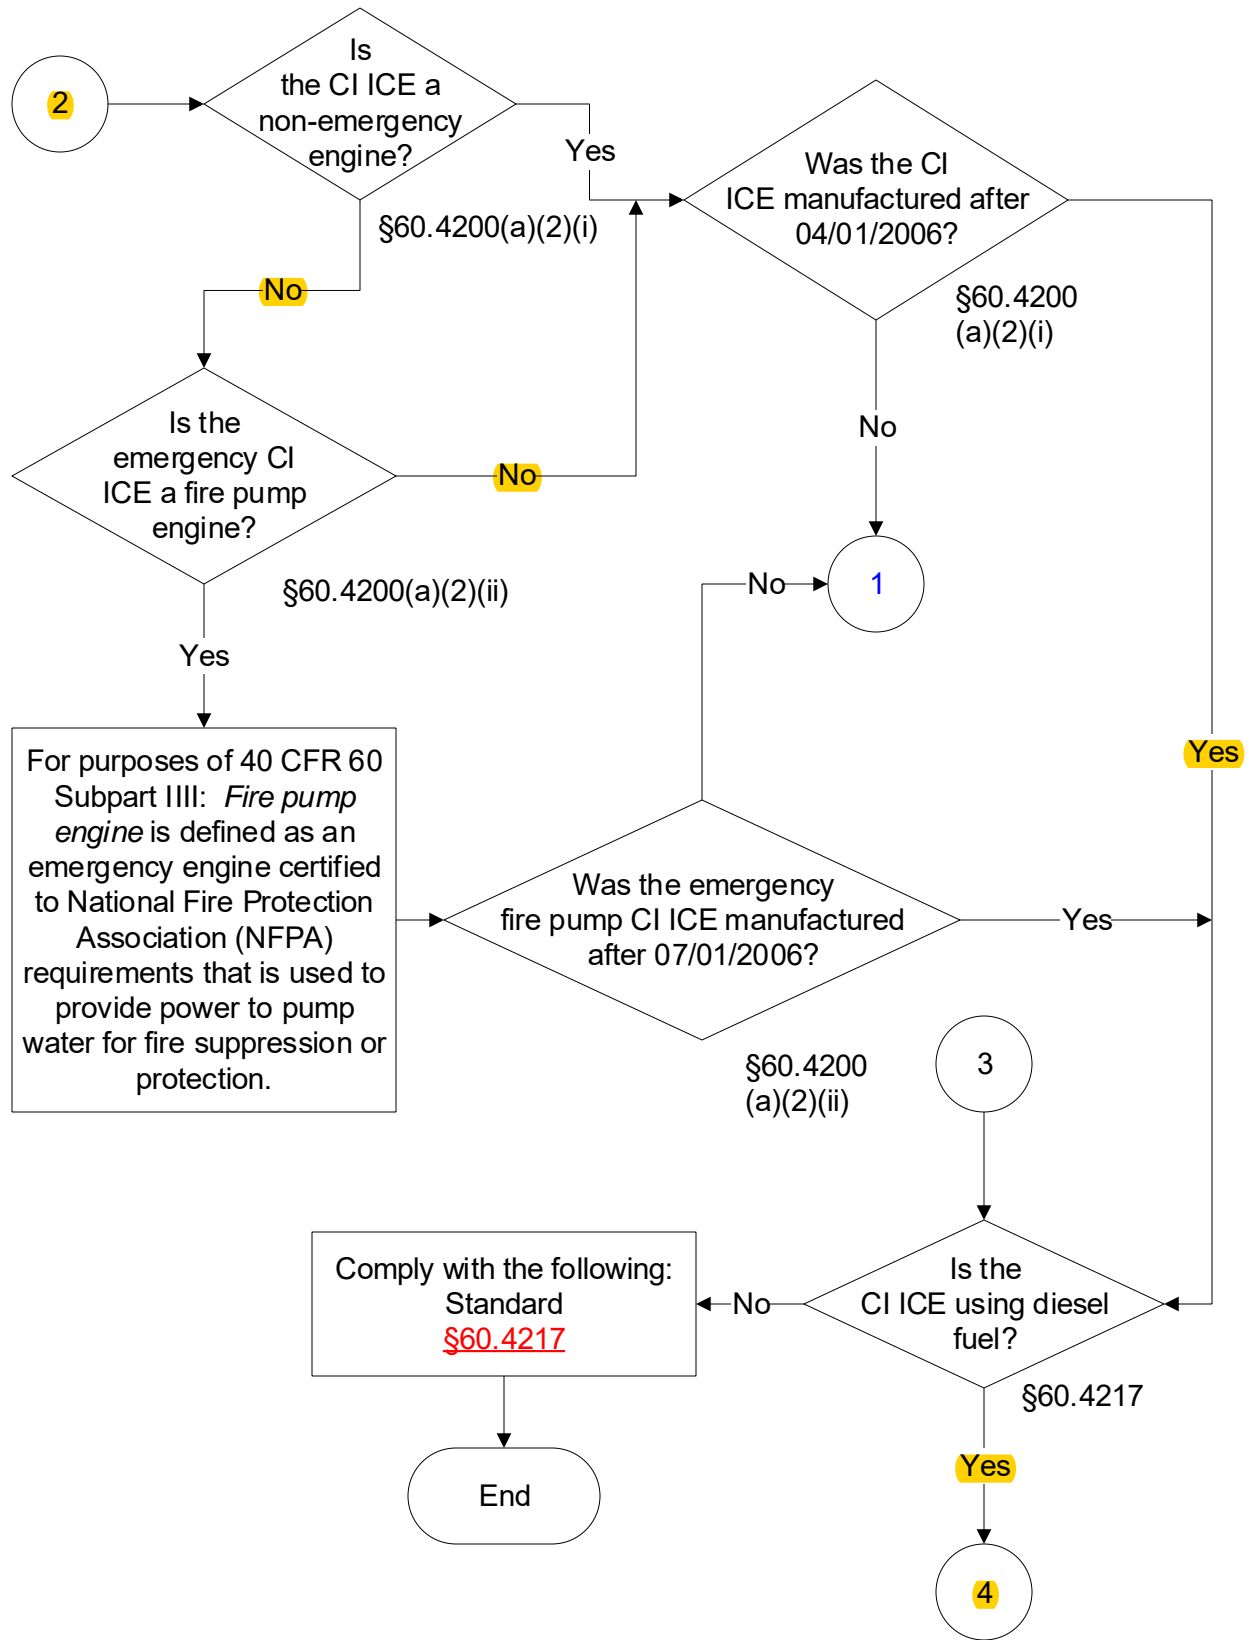 2
Is
the CI ICE a
non-emergency
engine?
Yes
§60.4200(a)(2)(i)
No
Was the CI
ICE manufactured after
04/01/2006?
§60.4200
(a)(2)(i)
No
Is the
emergency CI
ICE a fire pump
engine?
No
§60.4200(a)(2)(ii)
Yes
No
1
For purposes of 40 CFR 60
Subpart IIII:  Fire pump
engine is defined as an
emergency engine certified
to National Fire Protection
Association (NFPA)
requirements that is used to
provide power to pump
water for fire suppression or
protection.
Was the emergency
fire pump CI ICE manufactured
after 07/01/2006?
§60.4200
(a)(2)(ii)
Yes
Yes
3
Is the
CI ICE using diesel
fuel?
§60.4217
No
Comply with the following:
Standard
§60.4217
End
Yes
4